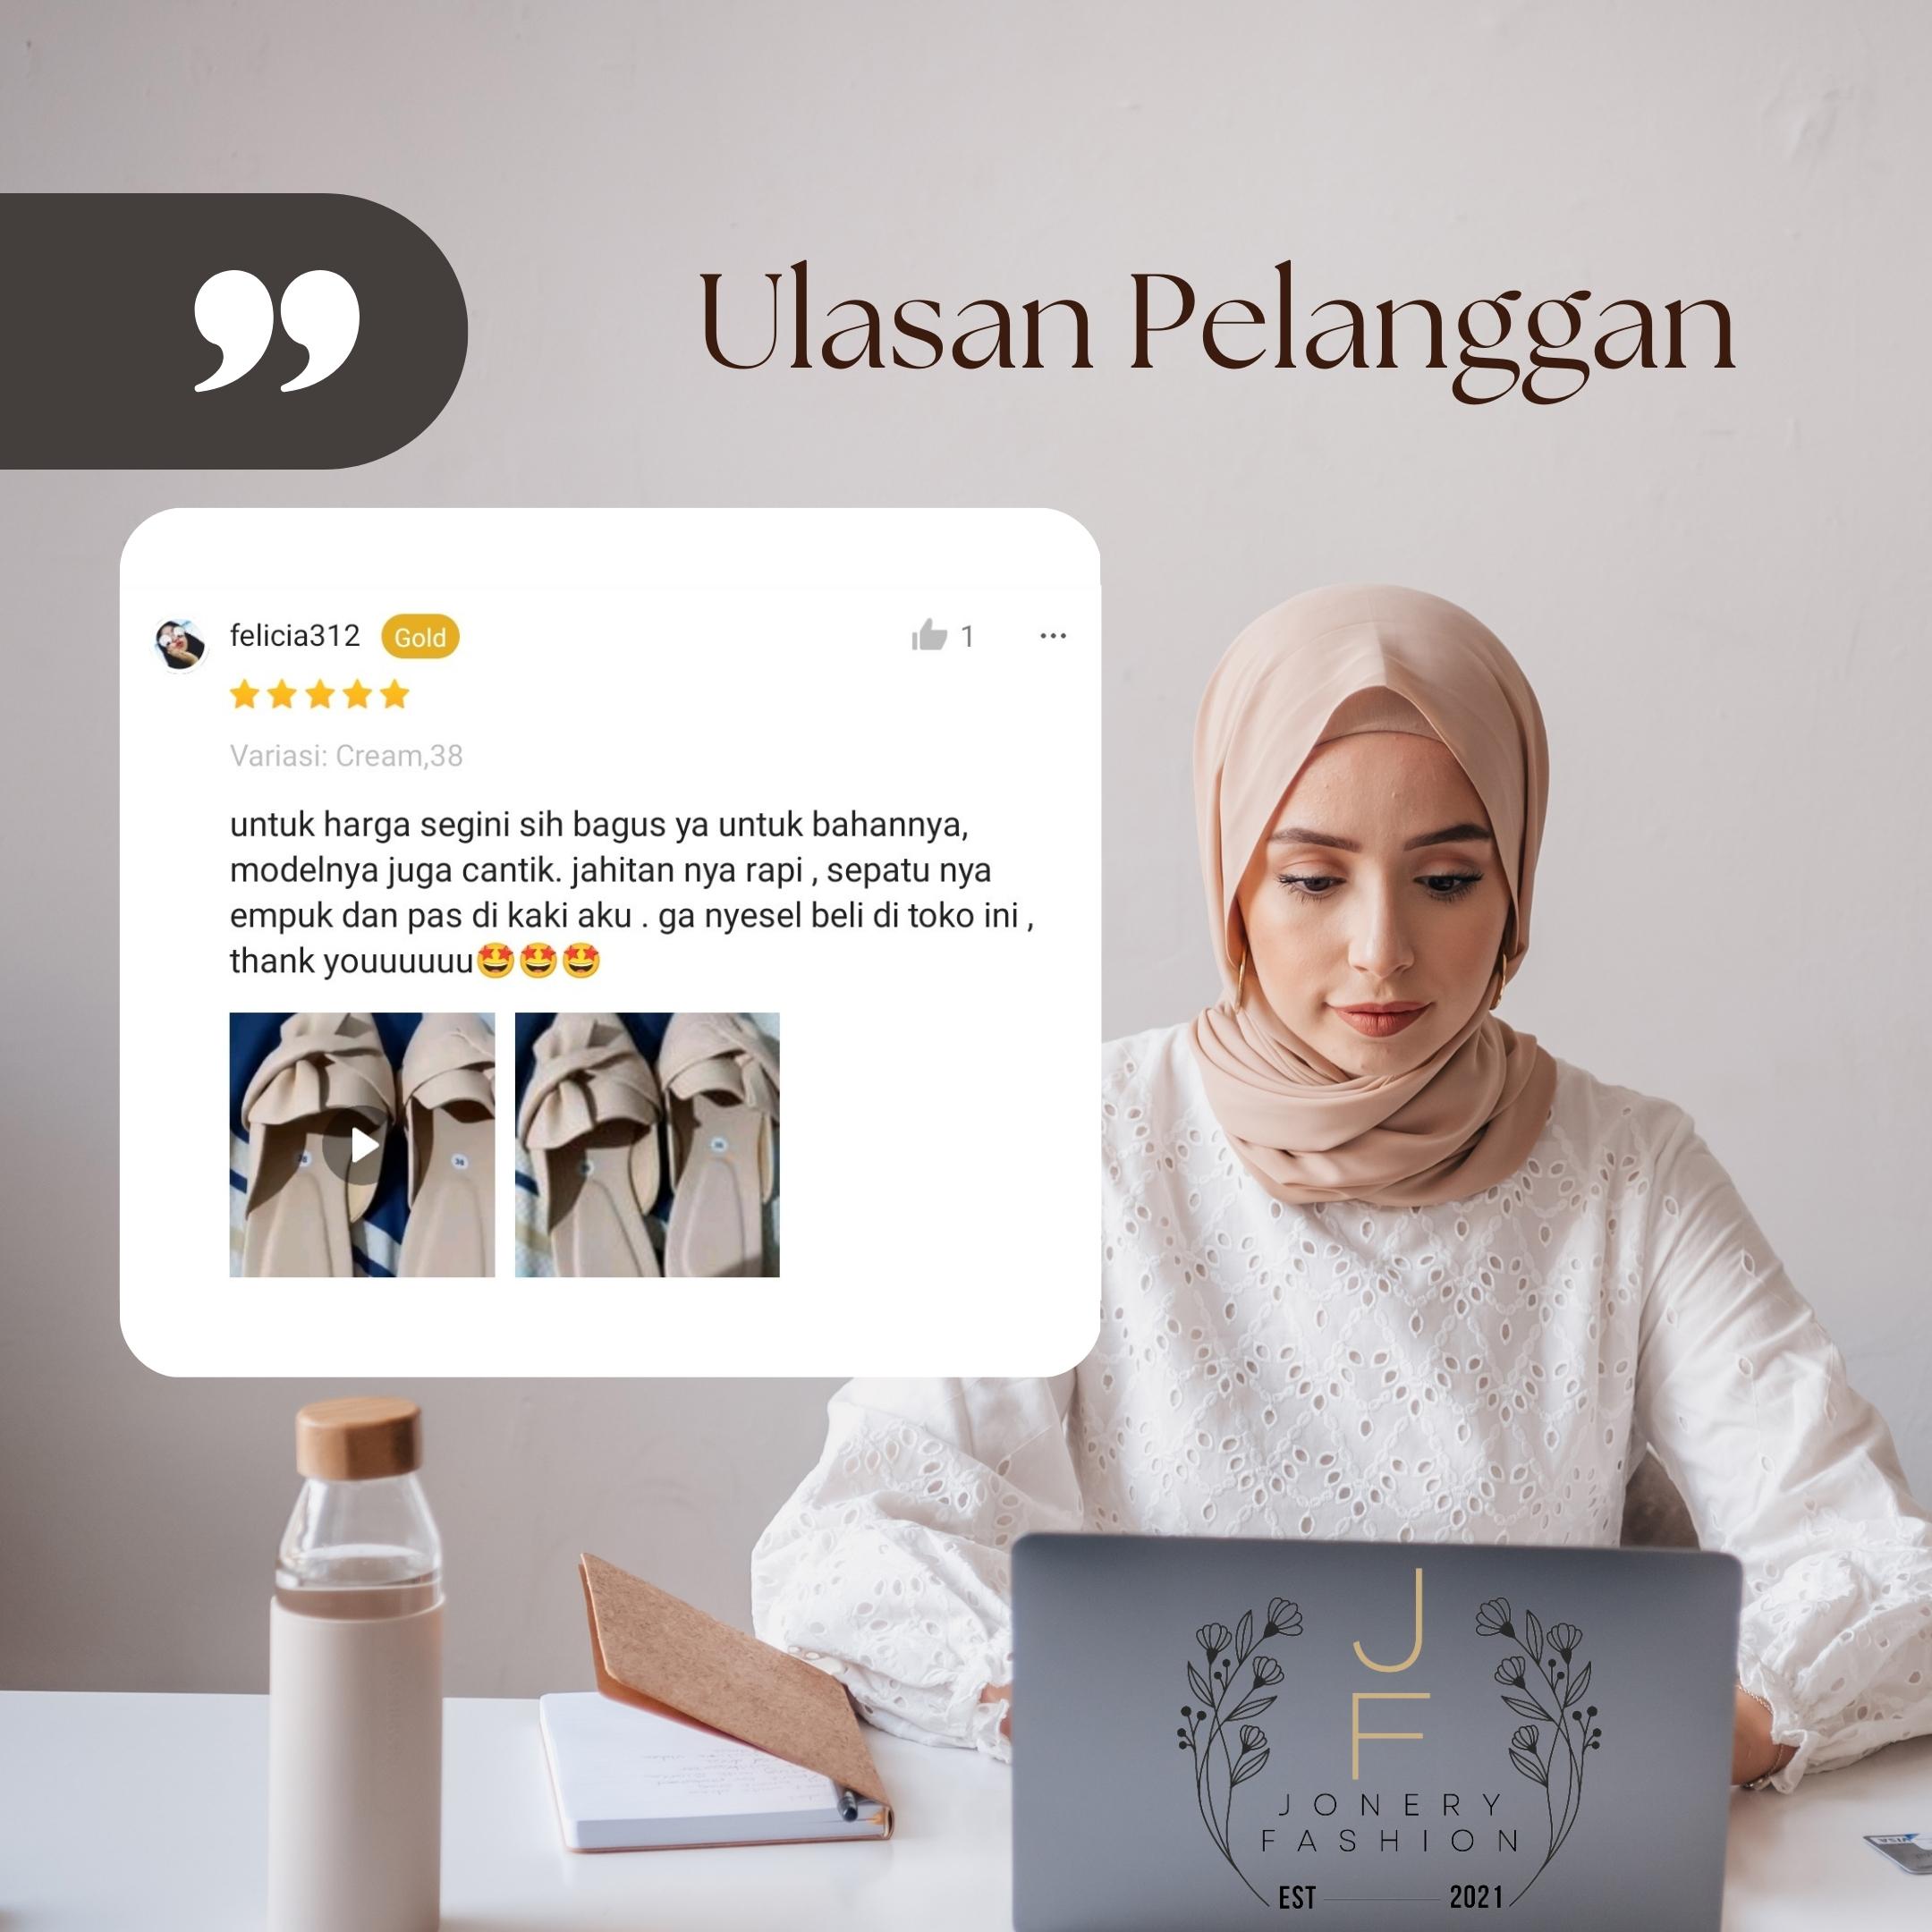 Ulasan Pelanggan
felicia312 Gold 1
Variasi: Cream,38
untuk harga segini sih bagus ya untuk bahannya,
modelnya juga cantik. jahitan nya rapi , sepatu nya
empuk dan pas di kaki aku . ga nyesel beli di toko ini ,
thank youuuuuu🤩🤩🤩
38
J
F
JONERY
FASHION
EST 2021
VISA